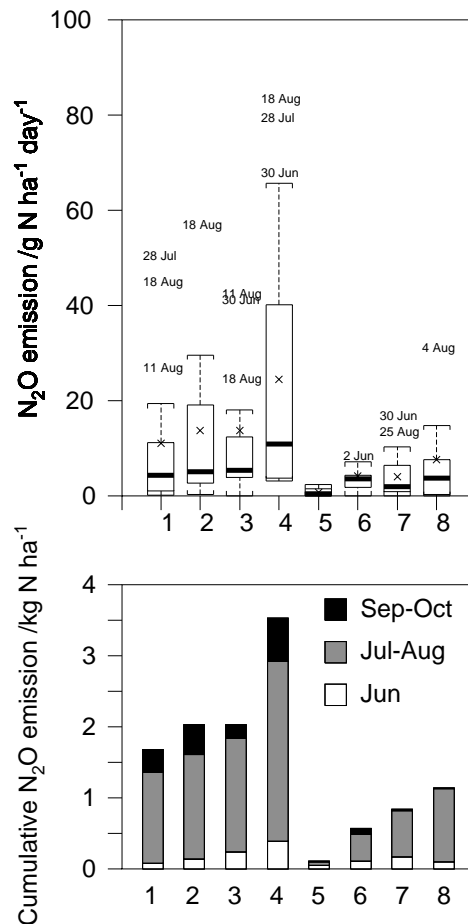 N₂O emission /g N ha⁻¹ day⁻¹
100
80
60
40
20
0
18 Aug
28 Jul
30 Jun
18 Aug
28 Jul
18 Aug
11 Aug
30 Jun
11 Aug
18 Aug
4 Aug
30 Jun
25 Aug
2 Jun
1 2 3 4 5 6 7 8
Cumulative N₂O emission /kg N ha⁻¹
4
3
2
1
0
Sep-Oct
Jul-Aug
Jun
1 2 3 4 5 6 7 8